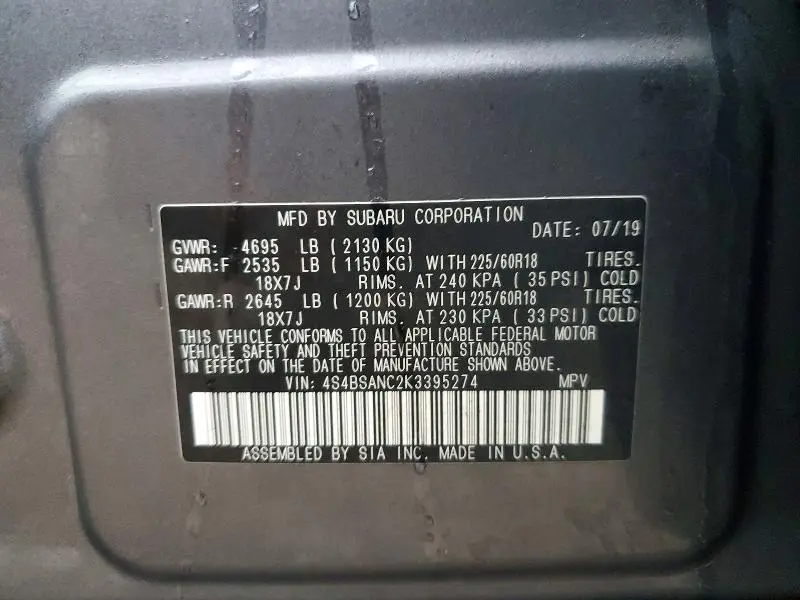 MFD BY SUBARU CORPORATION
DATE: 07/19
GVWR: 4695 LB ( 2130 KG)
GAWR:F 2535 LB ( 1150 KG) WITH 225/60R18 TIRES.
18X7J RIMS. AT 240 KPA ( 35 PSI) COLD
GAWR:R 2645 LB ( 1200 KG) WITH 225/60R18 TIRES.
18X7J RIMS. AT 230 KPA ( 33 PSI) COLD
THIS VEHICLE CONFORMS TO ALL APPLICABLE FEDERAL MOTOR
VEHICLE SAFETY AND THEFT PREVENTION STANDARDS
IN EFFECT ON THE DATE OF MANUFACTURE SHOWN ABOVE.
VIN: 4S4BSANC2K3395274 MPV
ASSEMBLED BY SIA INC. MADE IN U.S.A.